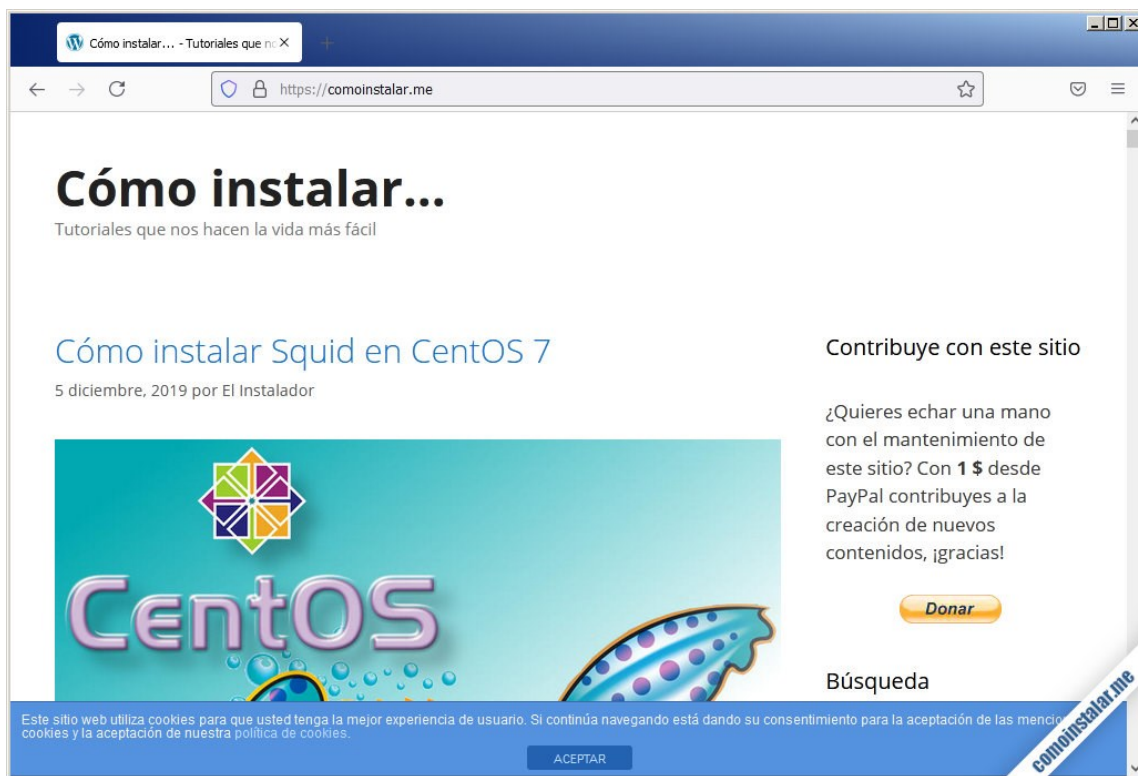 Cómo instalar... - Tutoriales que no
https://comoinstalar.me
Cómo instalar...
Tutoriales que nos hacen la vida más fácil
Cómo instalar Squid en CentOS 7
5 diciembre, 2019 por El Instalador
CentOS
Contribuye con este sitio
¿Quieres echar una mano
con el mantenimiento de
este sitio? Con 1 $ desde
PayPal contribuyes a la
creación de nuevos
contenidos, ¡gracias!
Donar
Búsqueda
Este sitio web utiliza cookies para que usted tenga la mejor experiencia de usuario. Si continúa navegando está dando su consentimiento para la aceptación de las
cookies y la aceptación de nuestra política de cookies.
ACEPTAR
comoinstalar.me